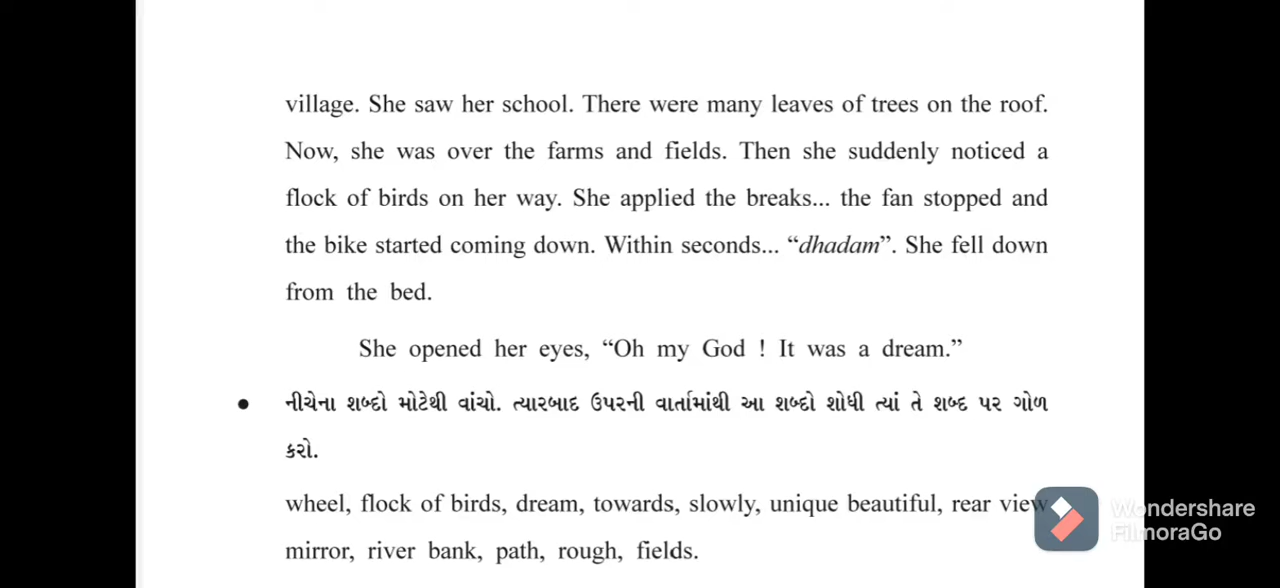 village. She saw her school. There were many leaves of trees on the roof.
Now, she was over the farms and fields. Then she suddenly noticed a
flock of birds on her way. She applied the breaks... the fan stopped and
the bike started coming down. Within seconds... “dhadam”. She fell down
from the bed.
She opened her eyes, “Oh my God ! It was a dream.”
● નીચેના શબ્દો મોટેથી વાંચો. ત્યારબાદ ઉપરની વાર્તામાંથી આ શબ્દો શોધી ત્યાં તે શબ્દ પર ગોળ
કરો.
wheel, flock of birds, dream, towards, slowly, unique beautiful, rear view
mirror, river bank, path, rough, fields.
Wondershare
FilmoraGo